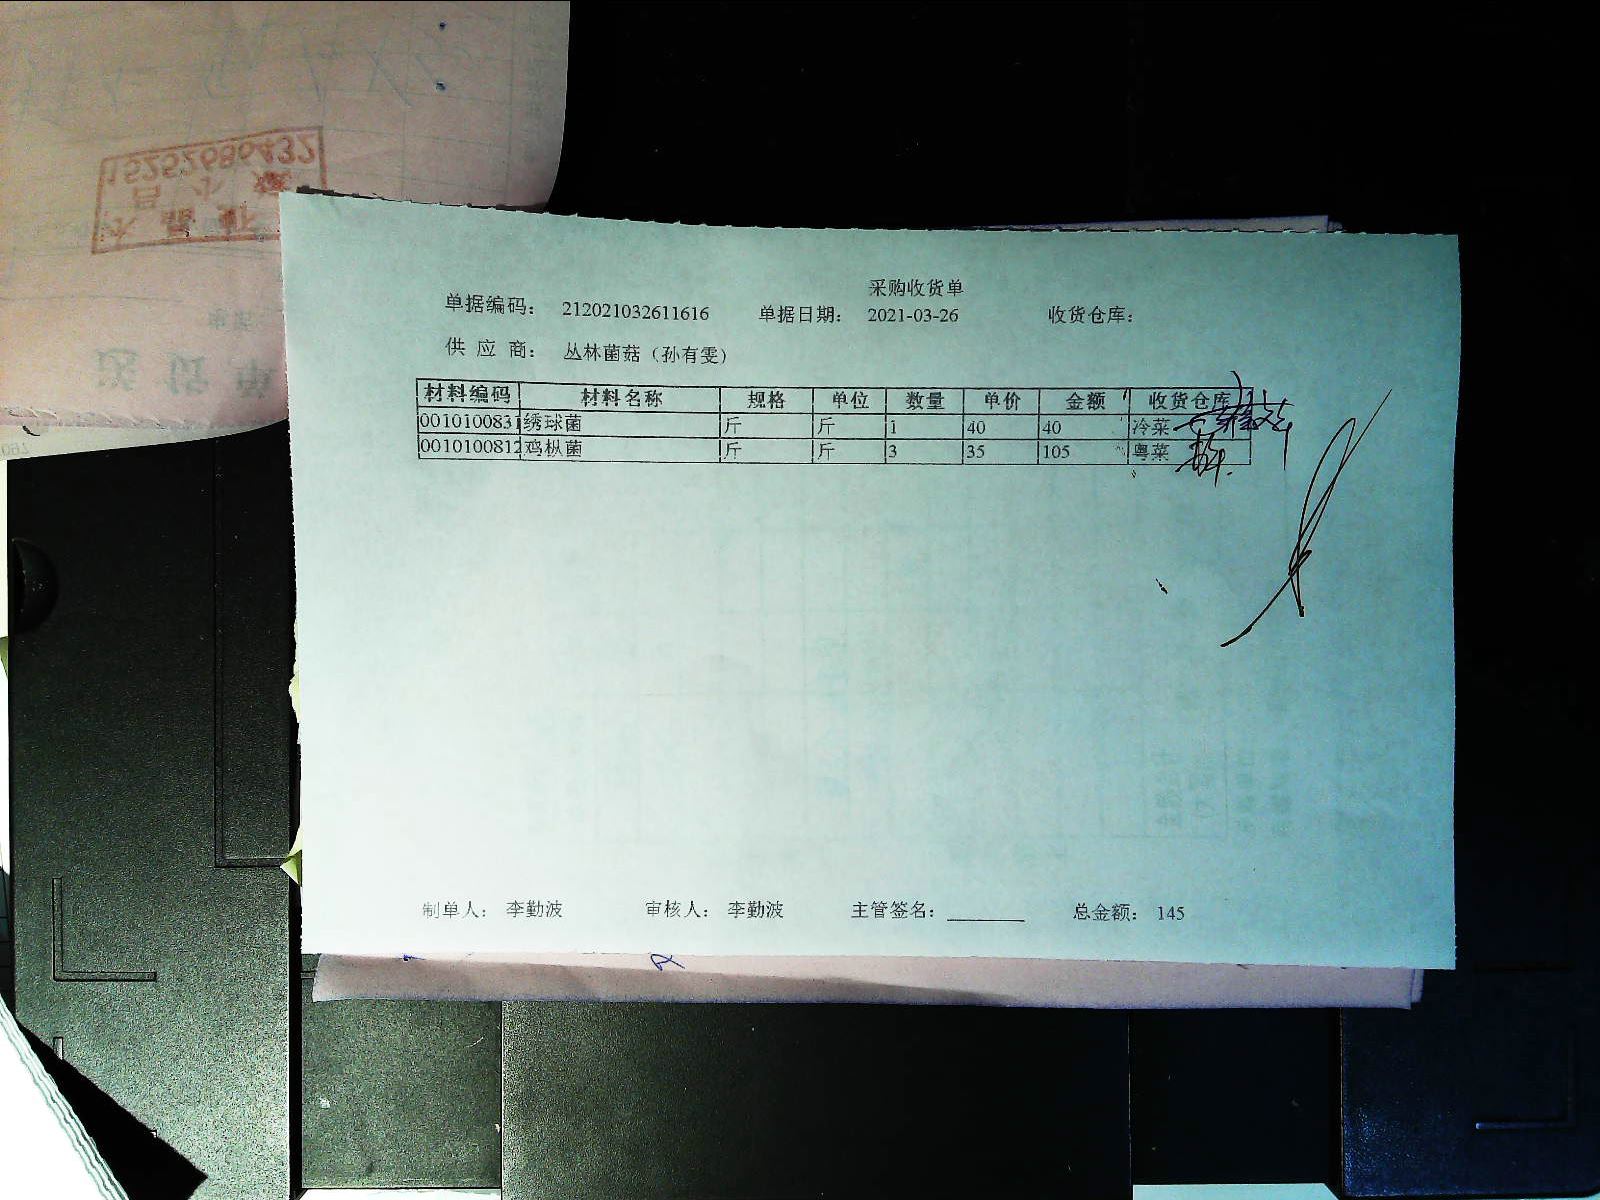 15252686432
采购收货单
单据编码： 212021032611616 单据日期： 2021-03-26 收货仓库：
供 应 商： 丛林菌菇（孙有雯）
材料编码 材料名称 规格 单位 数量 单价 金额 收货仓库
0010100831 绣球菌 斤 斤 1 40 40 冷菜
0010100812 鸡枞菌 斤 斤 3 35 105 粤菜
制单人： 李勤波 审核人： 李勤波 主管签名： 总金额： 145